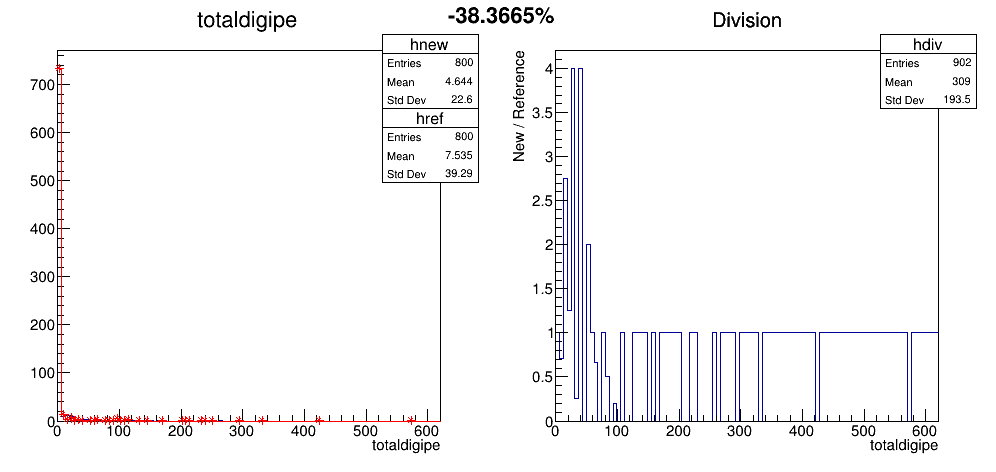 -38.3665%
totaldigipe
hnew
Entries 800
Mean 4.644
Std Dev 22.6
href
Entries 800
Mean 7.535
Std Dev 39.29
700
600
500
400
300
200
100
0
0 100 200 300 400 500 600
totaldigipe
Division
hdiv
Entries 902
Mean 309
Std Dev 193.5
New / Reference
4
3.5
3
2.5
2
1.5
1
0.5
0
0 100 200 300 400 500 600
totaldigipe